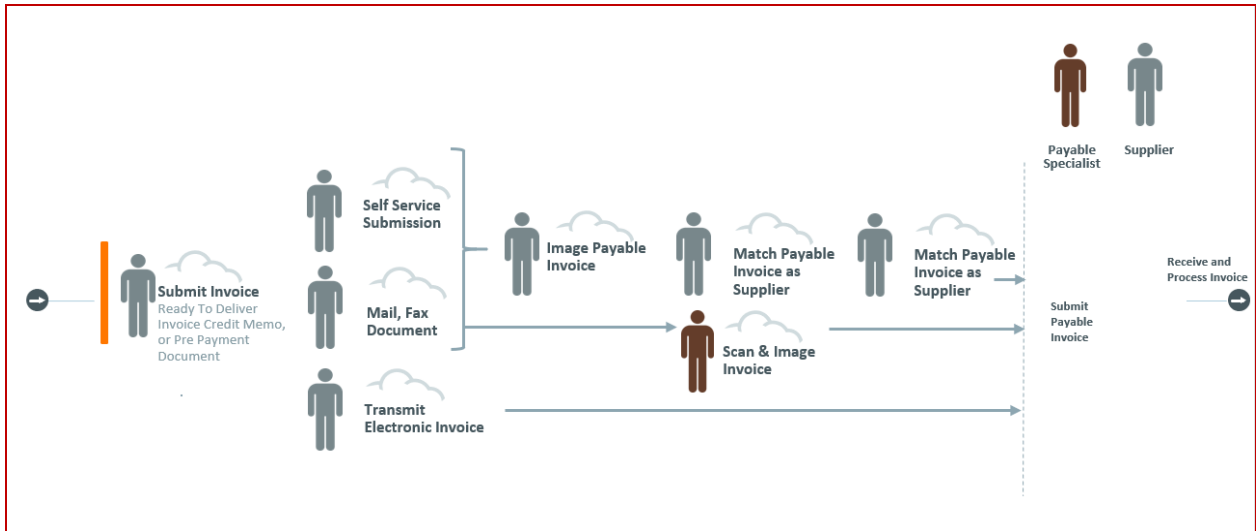 Payable
Specialist
Supplier
Self Service
Submission
Image Payable
Invoice
Match Payable
Invoice as
Supplier
Match Payable
Invoice as
Supplier
Receive and
Process Invoice
Submit Invoice
Ready To Deliver
Invoice Credit Memo,
or Pre Payment
Document
Mail, Fax
Document
Scan & Image
Invoice
Submit
Payable
Invoice
Transmit
Electronic Invoice